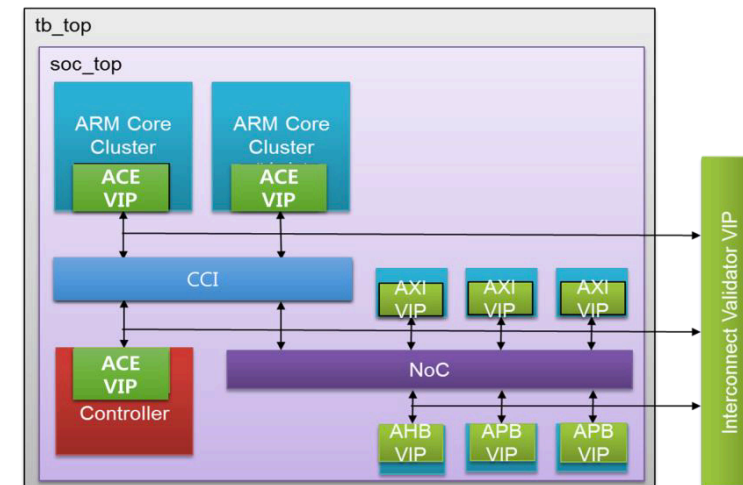 tb_top
soc_top
ARM Core
Cluster
ACE
VIP
ARM Core
Cluster
ACE
VIP
CCI
AXI
VIP
AXI
VIP
AXI
VIP
ACE
VIP
Controller
NoC
AHB
VIP
APB
VIP
APB
VIP
Interconnect Validator VIP